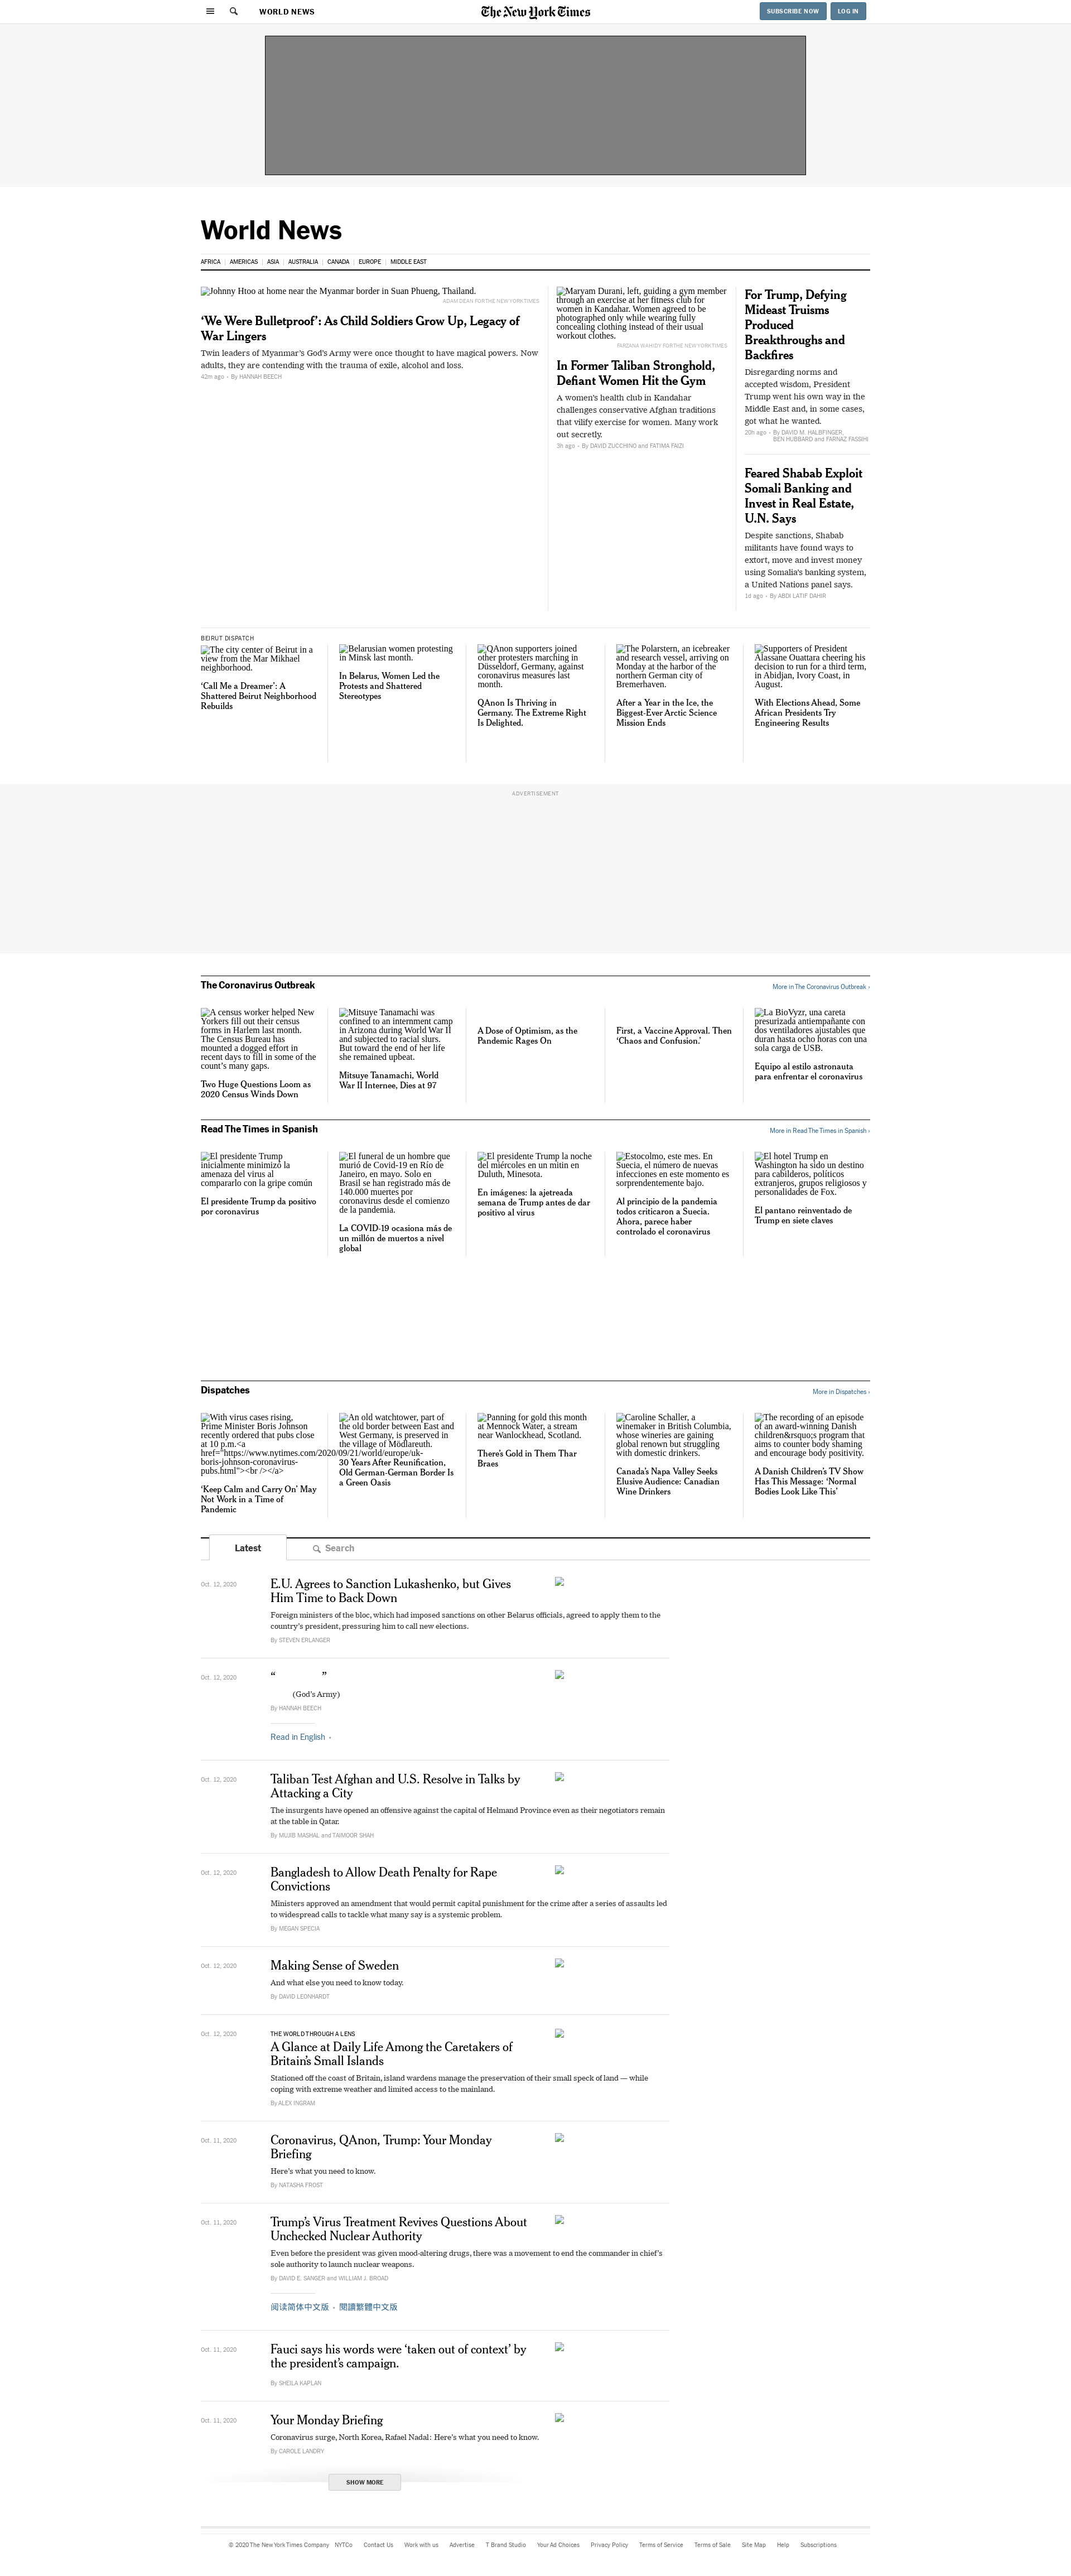 WORLD NEWS
The New York Times
SUBSCRIBE NOW
LOG IN
World News
AFRICA
AMERICAS
ASIA
AUSTRALIA
CANADA
EUROPE
MIDDLE EAST
Johnny Htoo at home near the Myanmar border in Suan Phueng, Thailand.
ADAM DEAN FOR THE NEW YORK TIMES
‘We Were Bulletproof’: As Child Soldiers Grow Up, Legacy of
War Lingers
Twin leaders of Myanmar’s God’s Army were once thought to have magical powers. Now
adults, they are contending with the trauma of exile, alcohol and loss.
42m ago • By HANNAH BEECH
Maryam Durani, left, guiding a gym member
through an exercise at her fitness club for
women in Kandahar. Women agreed to be
photographed only while wearing fully
concealing clothing instead of their usual
workout clothes.
FARZANA WAHIDY FOR THE NEW YORK TIMES
In Former Taliban Stronghold,
Defiant Women Hit the Gym
A women’s health club in Kandahar
challenges conservative Afghan traditions
that vilify exercise for women. Many work
out secretly.
3h ago • By DAVID ZUCCHINO and FATIMA FAIZI
For Trump, Defying
Mideast Truisms
Produced
Breakthroughs and
Backfires
Disregarding norms and
accepted wisdom, President
Trump went his own way in the
Middle East and, in some cases,
got what he wanted.
20h ago • By DAVID M. HALBFINGER,
BEN HUBBARD and FARNAZ FASSIHI
Feared Shabab Exploit
Somali Banking and
Invest in Real Estate,
U.N. Says
Despite sanctions, Shabab
militants have found ways to
extort, move and invest money
using Somalia’s banking system,
a United Nations panel says.
1d ago • By ABDI LATIF DAHIR
BEIRUT DISPATCH
The city center of Beirut in a
view from the Mar Mikhael
neighborhood.
‘Call Me a Dreamer’: A
Shattered Beirut Neighborhood
Rebuilds
Belarusian women protesting
in Minsk last month.
In Belarus, Women Led the
Protests and Shattered
Stereotypes
QAnon supporters joined
other protesters marching in
Düsseldorf, Germany, against
coronavirus measures last
month.
QAnon Is Thriving in
Germany. The Extreme Right
Is Delighted.
The Polarstern, an icebreaker
and research vessel, arriving on
Monday at the harbor of the
northern German city of
Bremerhaven.
After a Year in the Ice, the
Biggest-Ever Arctic Science
Mission Ends
Supporters of President
Alassane Ouattara cheering his
decision to run for a third term,
in Abidjan, Ivory Coast, in
August.
With Elections Ahead, Some
African Presidents Try
Engineering Results
ADVERTISEMENT
The Coronavirus Outbreak
More in The Coronavirus Outbreak ›
A census worker helped New
Yorkers fill out their census
forms in Harlem last month.
The Census Bureau has
mounted a dogged effort in
recent days to fill in some of the
count’s many gaps.
Two Huge Questions Loom as
2020 Census Winds Down
Mitsuye Tanamachi was
confined to an internment camp
in Arizona during World War II
and subjected to racial slurs.
But toward the end of her life
she remained upbeat.
Mitsuye Tanamachi, World
War II Internee, Dies at 97
A Dose of Optimism, as the
Pandemic Rages On
First, a Vaccine Approval. Then
‘Chaos and Confusion.’
La BioVyzr, una careta
presurizada antiempañante con
dos ventiladores ajustables que
duran hasta ocho horas con una
sola carga de USB.
Equipo al estilo astronauta
para enfrentar el coronavirus
Read The Times in Spanish
More in Read The Times in Spanish ›
El presidente Trump
inicialmente minimizó la
amenaza del virus al
compararlo con la gripe común
El presidente Trump da positivo
por coronavirus
El funeral de un hombre que
murió de Covid-19 en Río de
Janeiro, en mayo. Solo en
Brasil se han registrado más de
140.000 muertes por
coronavirus desde el comienzo
de la pandemia.
La COVID-19 ocasiona más de
un millón de muertos a nivel
global
El presidente Trump la noche
del miércoles en un mitin en
Duluth, Minnesota.
En imágenes: la ajetreada
semana de Trump antes de dar
positivo al virus
Estocolmo, este mes. En
Suecia, el número de nuevas
infecciones en este momento es
sorprendentemente bajo.
Al principio de la pandemia
todos criticaron a Suecia.
Ahora, parece haber
controlado el coronavirus
El hotel Trump en
Washington ha sido un destino
para cabilderos, políticos
extranjeros, grupos religiosos y
personalidades de Fox.
El pantano reinventado de
Trump en siete claves
Dispatches
More in Dispatches ›
With virus cases rising,
Prime Minister Boris Johnson
recently ordered that pubs close
at 10 p.m.<a
href="https://www.nytimes.com/2020/09/21/world/europe/uk-
boris-johnson-coronavirus-
pubs.html"><br /></a>
‘Keep Calm and Carry On’ May
Not Work in a Time of
Pandemic
An old watchtower, part of
the old border between East and
West Germany, is preserved in
the village of Mödlareuth.
30 Years After Reunification,
Old German-German Border Is
a Green Oasis
Panning for gold this month
in Mennock Water, a stream
near Wanlockhead, Scotland.
There’s Gold in Them Thar
Braes
Caroline Schaller, a
winemaker in British Columbia,
whose wineries are gaining
global renown but struggling
with domestic drinkers.
Canada’s Napa Valley Seeks
Elusive Audience: Canadian
Wine Drinkers
The recording of an episode
of an award-winning Danish
children&rsquo;s program that
aims to counter body shaming
and encourage body positivity.
A Danish Children’s TV Show
Has This Message: ‘Normal
Bodies Look Like This’
Latest
Search
Oct. 12, 2020
E.U. Agrees to Sanction Lukashenko, but Gives
Him Time to Back Down
Foreign ministers of the bloc, which had imposed sanctions on other Belarus officials, agreed to apply them to the
country’s president, pressuring him to call new elections.
By STEVEN ERLANGER
Oct. 12, 2020
“ ”
(God’s Army)
By HANNAH BEECH
Read in English •
Oct. 12, 2020
Taliban Test Afghan and U.S. Resolve in Talks by
Attacking a City
The insurgents have opened an offensive against the capital of Helmand Province even as their negotiators remain
at the table in Qatar.
By MUJIB MASHAL and TAIMOOR SHAH
Oct. 12, 2020
Bangladesh to Allow Death Penalty for Rape
Convictions
Ministers approved an amendment that would permit capital punishment for the crime after a series of assaults led
to widespread calls to tackle what many say is a systemic problem.
By MEGAN SPECIA
Oct. 12, 2020
Making Sense of Sweden
And what else you need to know today.
By DAVID LEONHARDT
Oct. 12, 2020
THE WORLD THROUGH A LENS
A Glance at Daily Life Among the Caretakers of
Britain’s Small Islands
Stationed off the coast of Britain, island wardens manage the preservation of their small speck of land — while
coping with extreme weather and limited access to the mainland.
By ALEX INGRAM
Oct. 11, 2020
Coronavirus, QAnon, Trump: Your Monday
Briefing
Here’s what you need to know.
By NATASHA FROST
Oct. 11, 2020
Trump’s Virus Treatment Revives Questions About
Unchecked Nuclear Authority
Even before the president was given mood-altering drugs, there was a movement to end the commander in chief’s
sole authority to launch nuclear weapons.
By DAVID E. SANGER and WILLIAM J. BROAD
阅读简体中文版 • 閱讀繁體中文版
Oct. 11, 2020
Fauci says his words were ‘taken out of context’ by
the president’s campaign.
By SHEILA KAPLAN
Oct. 11, 2020
Your Monday Briefing
Coronavirus surge, North Korea, Rafael Nadal: Here’s what you need to know.
By CAROLE LANDRY
SHOW MORE
© 2020 The New York Times Company
NYTCo
Contact Us
Work with us
Advertise
T Brand Studio
Your Ad Choices
Privacy Policy
Terms of Service
Terms of Sale
Site Map
Help
Subscriptions